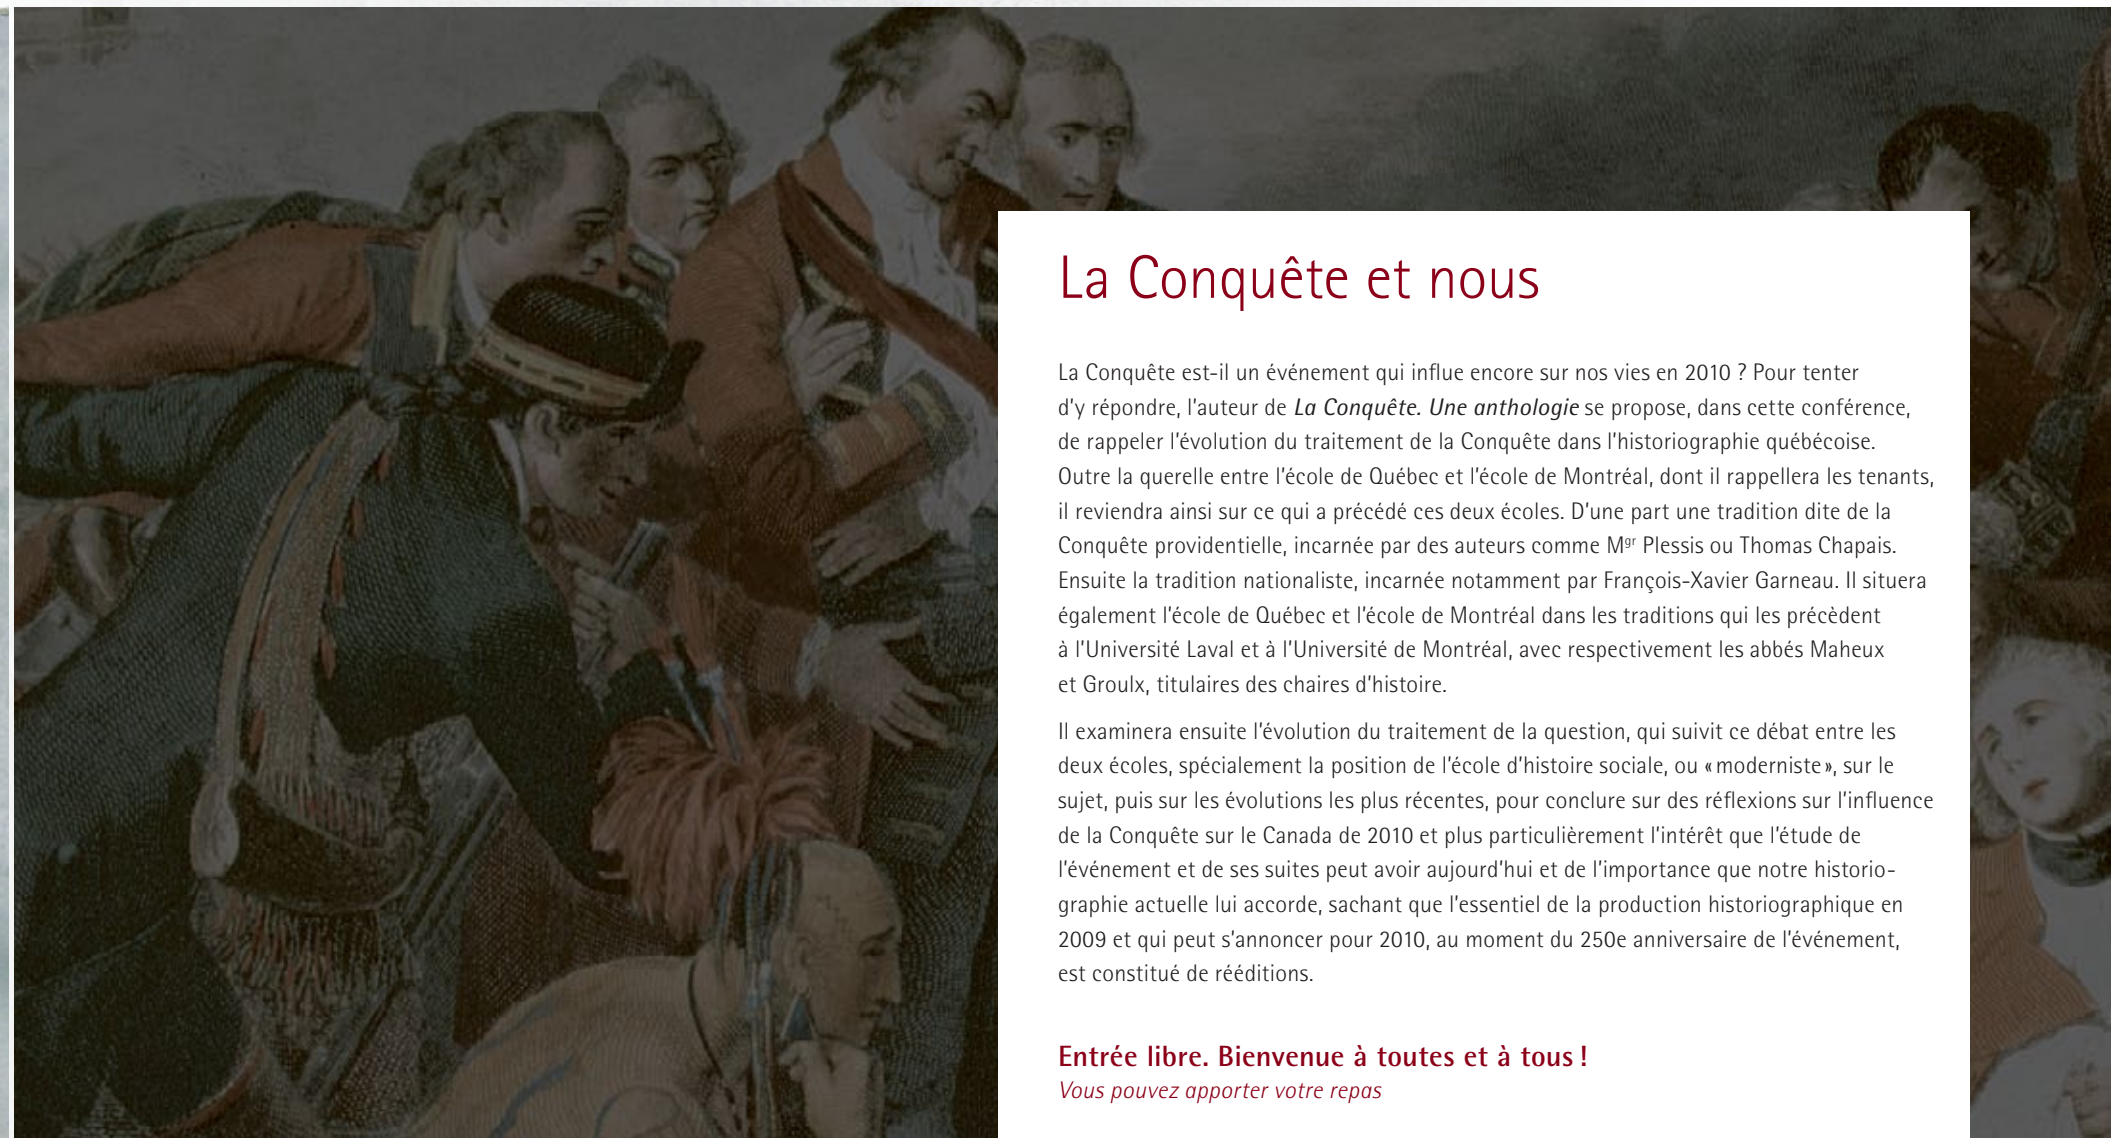 La Conquête et nous
La Conquête est-il un événement qui influe encore sur nos vies en 2010 ? Pour tenter
d'y répondre, l'auteur de La Conquête. Une anthologie se propose, dans cette conférence,
de rappeler l'évolution du traitement de la Conquête dans l'historiographie québécoise.
Outre la querelle entre l'école de Québec et l'école de Montréal, dont il rappellera les tenants,
il reviendra ainsi sur ce qui a précédé ces deux écoles. D'une part une tradition dite de la
Conquête providentielle, incarnée par des auteurs comme Mgr Plessis ou Thomas Chapais.
Ensuite la tradition nationaliste, incarnée notamment par François-Xavier Garneau. Il situera
également l'école de Québec et l'école de Montréal dans les traditions qui les précèdent
à l'Université Laval et à l'Université de Montréal, avec respectivement les abbés Maheux
et Groulx, titulaires des chaires d'histoire.
Il examinera ensuite l'évolution du traitement de la question, qui suivit ce débat entre les
deux écoles, spécialement la position de l'école d'histoire sociale, ou «moderniste», sur le
sujet, puis sur les évolutions les plus récentes, pour conclure sur des réflexions sur l'influence
de la Conquête sur le Canada de 2010 et plus particulièrement l'intérêt que l'étude de
l'événement et de ses suites peut avoir aujourd'hui et de l'importance que notre historio-
graphie actuelle lui accorde, sachant que l'essentiel de la production historiographique en
2009 et qui peut s'annoncer pour 2010, au moment du 250e anniversaire de l'événement,
est constitué de rééditions.
Entrée libre. Bienvenue à toutes et à tous !
Vous pouvez apporter votre repas